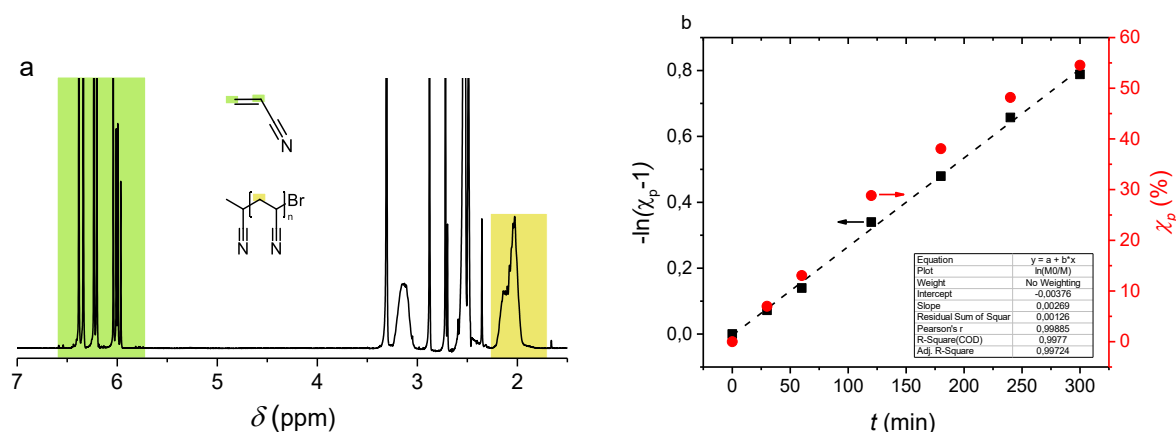 a
N
Br
n
N
N
7
6
5
4
3
2
δ (ppm)
b
-ln(χp-1)
0,8
0,6
0,4
0,2
0,0
60
50
40
30
20
10
0
χp (%)
Equation y = a + b*x
Plot ln(M0/M)
Weight No Weighting
Intercept -0,00376
Slope 0,00269
Residual Sum of Squar 0,00126
Pearson's r 0,99885
R-Square(COD) 0,9977
Adj. R-Square 0,99724
0
50
100
150
200
250
300
t (min)